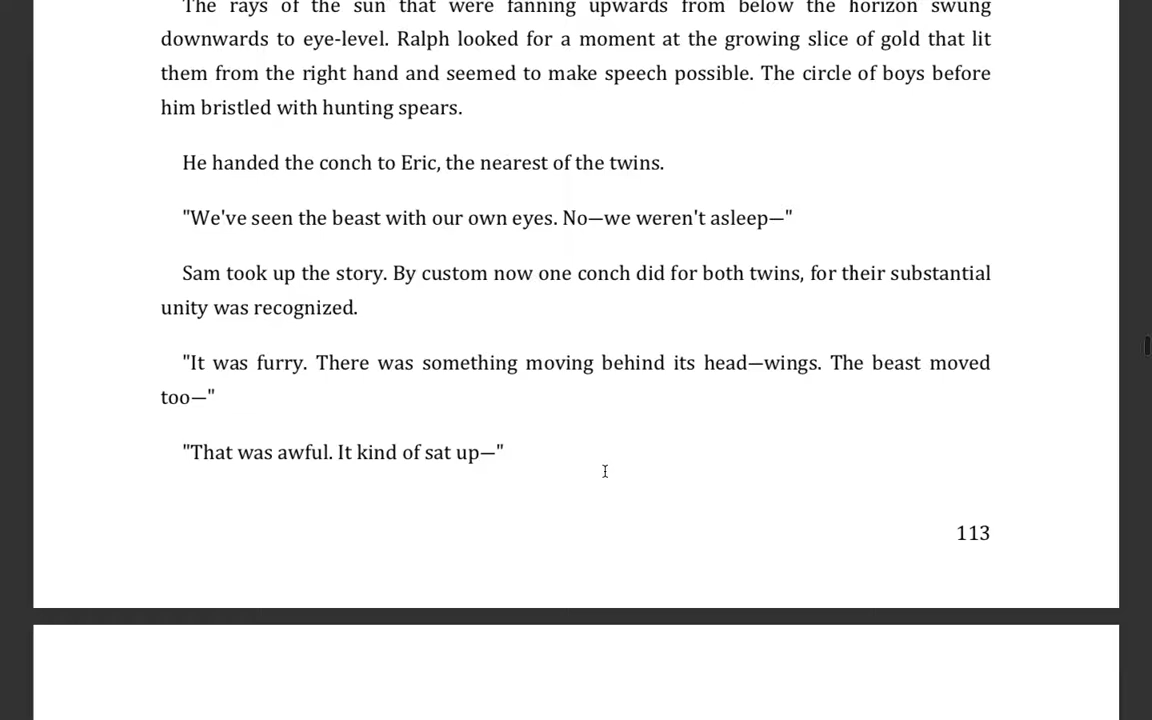 The rays of the sun that were fanning upwards from below the horizon swung
downwards to eye-level. Ralph looked for a moment at the growing slice of gold that lit
them from the right hand and seemed to make speech possible. The circle of boys before
him bristled with hunting spears.
He handed the conch to Eric, the nearest of the twins.
"We've seen the beast with our own eyes. No—we weren't asleep—"
Sam took up the story. By custom now one conch did for both twins, for their substantial
unity was recognized.
"It was furry. There was something moving behind its head—wings. The beast moved
too—"
"That was awful. It kind of sat up—"
113